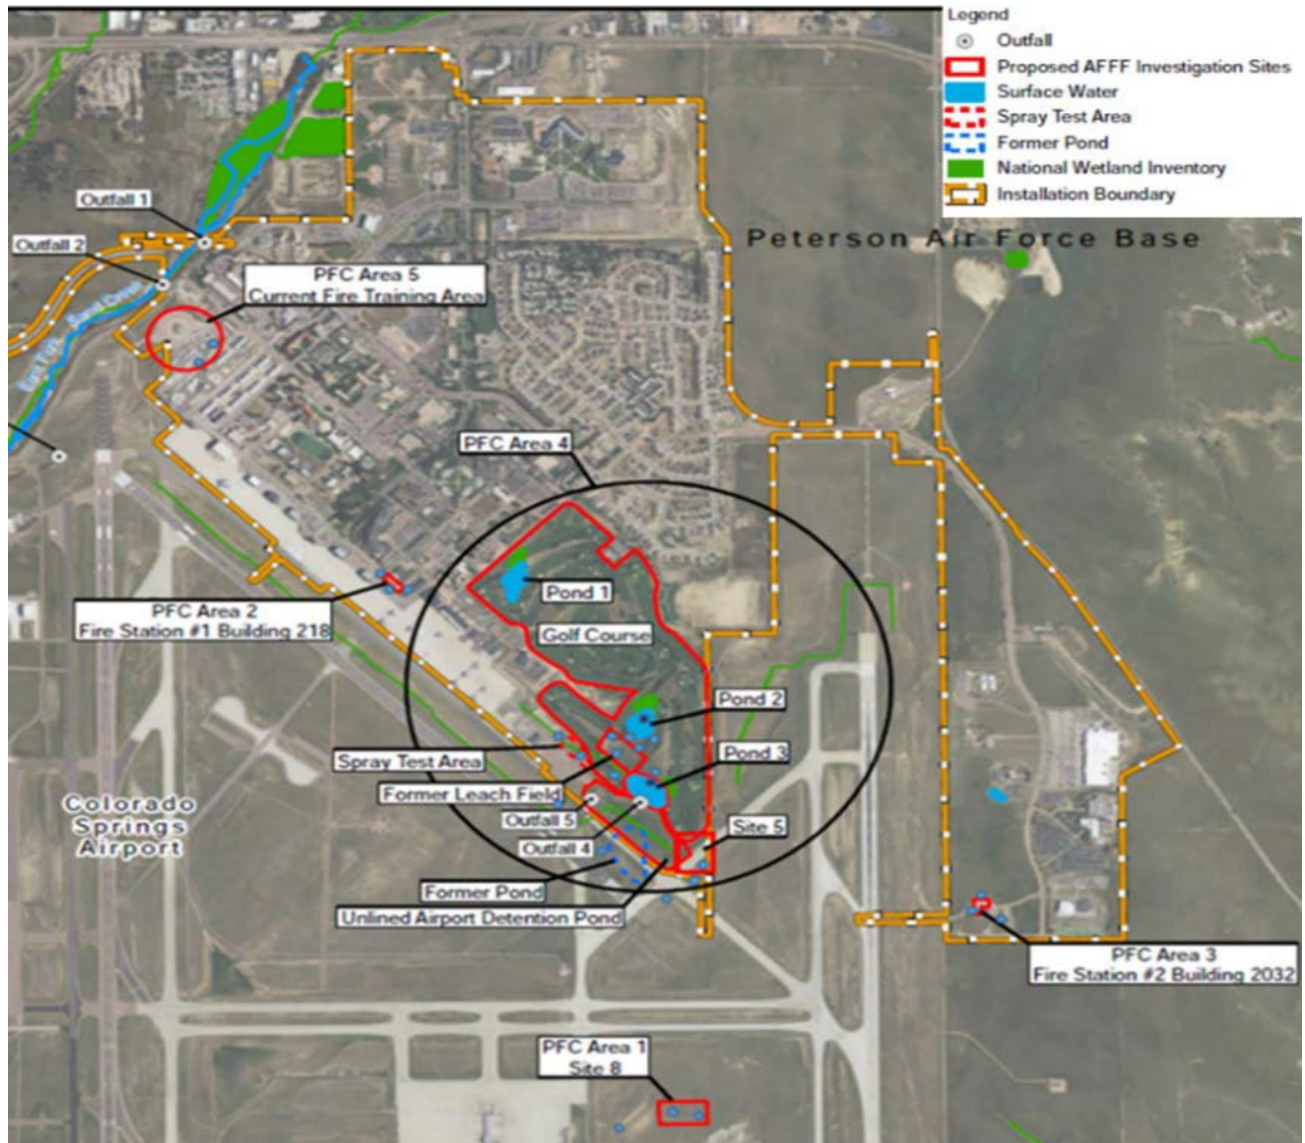 Legend
Outfall
Proposed AFFF Investigation Sites
Surface Water
Spray Test Area
Former Pond
National Wetland Inventory
Installation Boundary
Outfall 1
Outfall 2
Peterson Air Force Base
PFC Area 5
Current Fire Training Area
East Fork Sand Creek
PFC Area 4
PFC Area 2
Fire Station #1 Building 218
Pond 1
Golf Course
Pond 2
Spray Test Area
Pond 3
Former Leach Field
Colorado
Springs
Airport
Outfall 5
Site 5
Outfall 4
Former Pond
Unlined Airport Detention Pond
PFC Area 3
Fire Station #2 Building 2032
PFC Area 1
Site 8